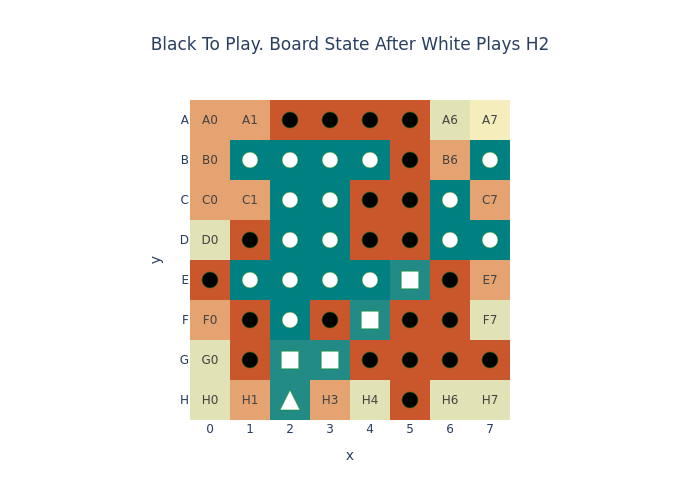 Black To Play. Board State After White Plays H2
A A0 A1 A6 A7
B B0 B6
C C0 C1 C7
D D0
E E7
F F0 F7
G G0
H H0 H1 H3 H4 H6 H7
0 1 2 3 4 5 6 7
x
y